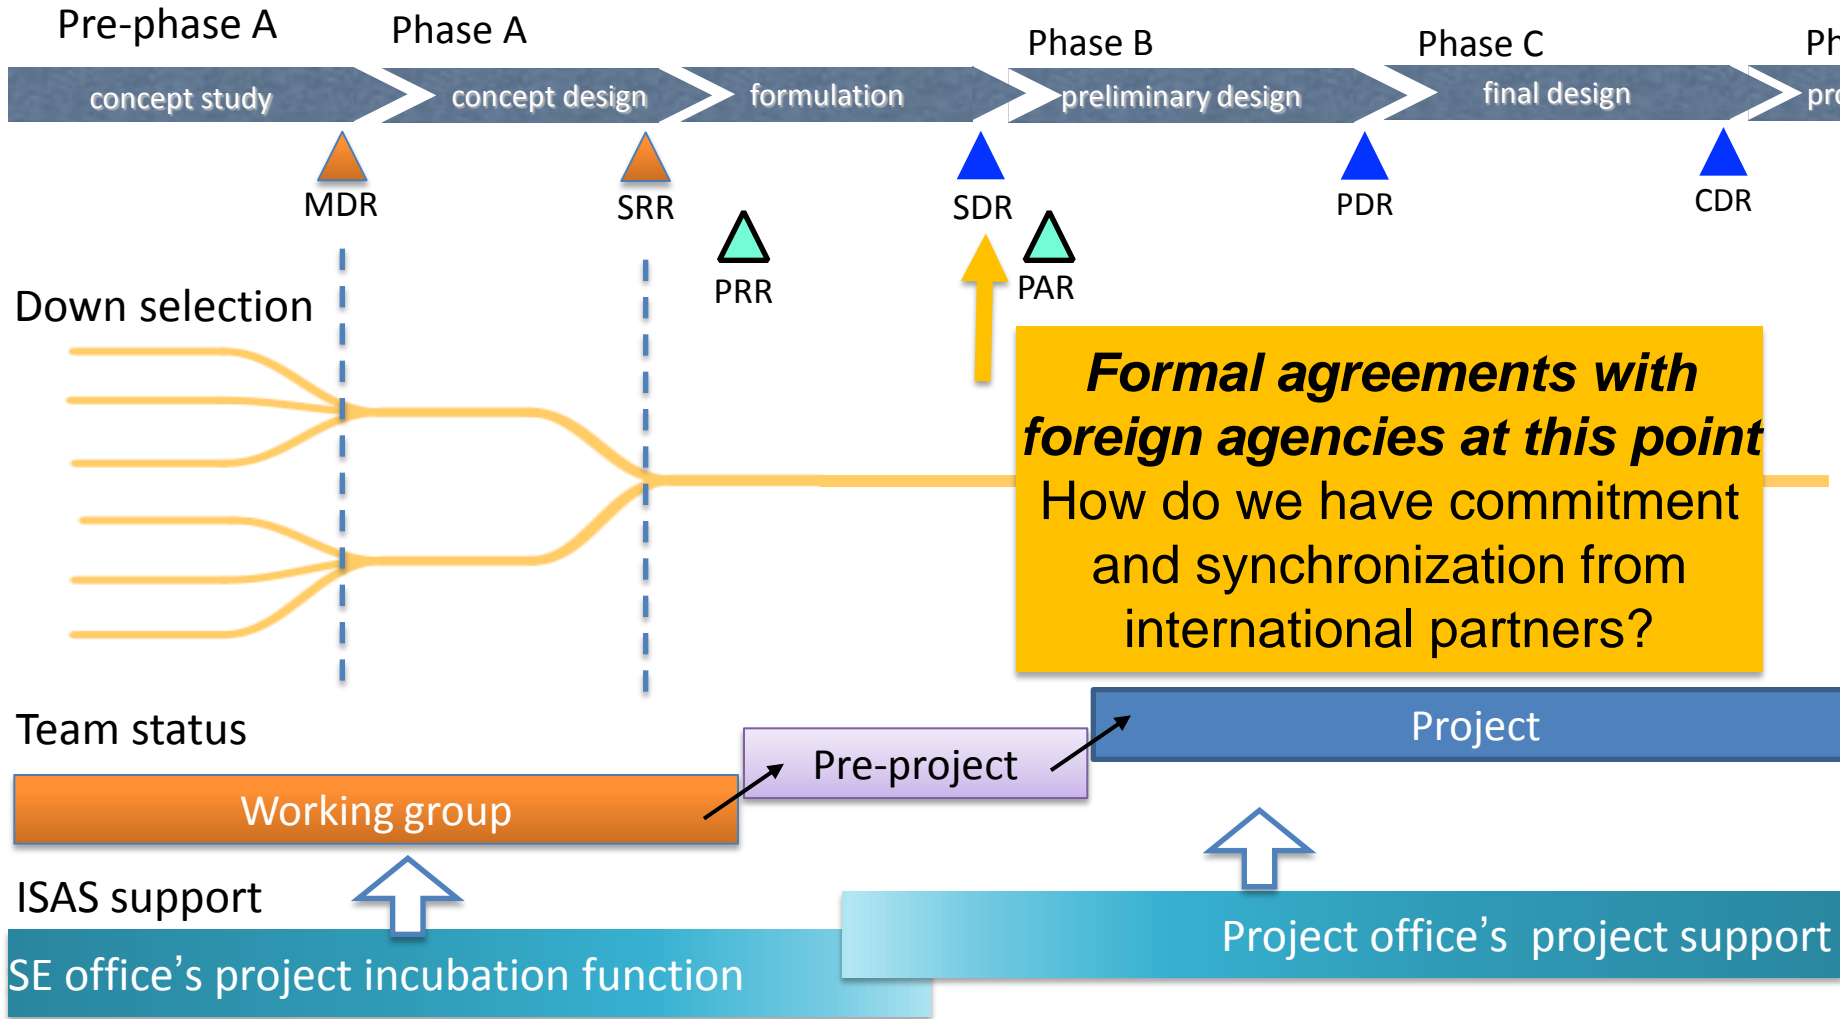 Pre-phase A
Phase A
Phase B
Phase C
Ph
concept study
concept design
formulation
preliminary design
final design
pro
MDR
SRR
SDR
PDR
CDR
PRR
PAR
Down selection
Formal agreements with
foreign agencies at this point
How do we have commitment
and synchronization from
international partners?
Team status
Project
Pre-project
Working group
ISAS support
Project office’s project support
SE office’s project incubation function